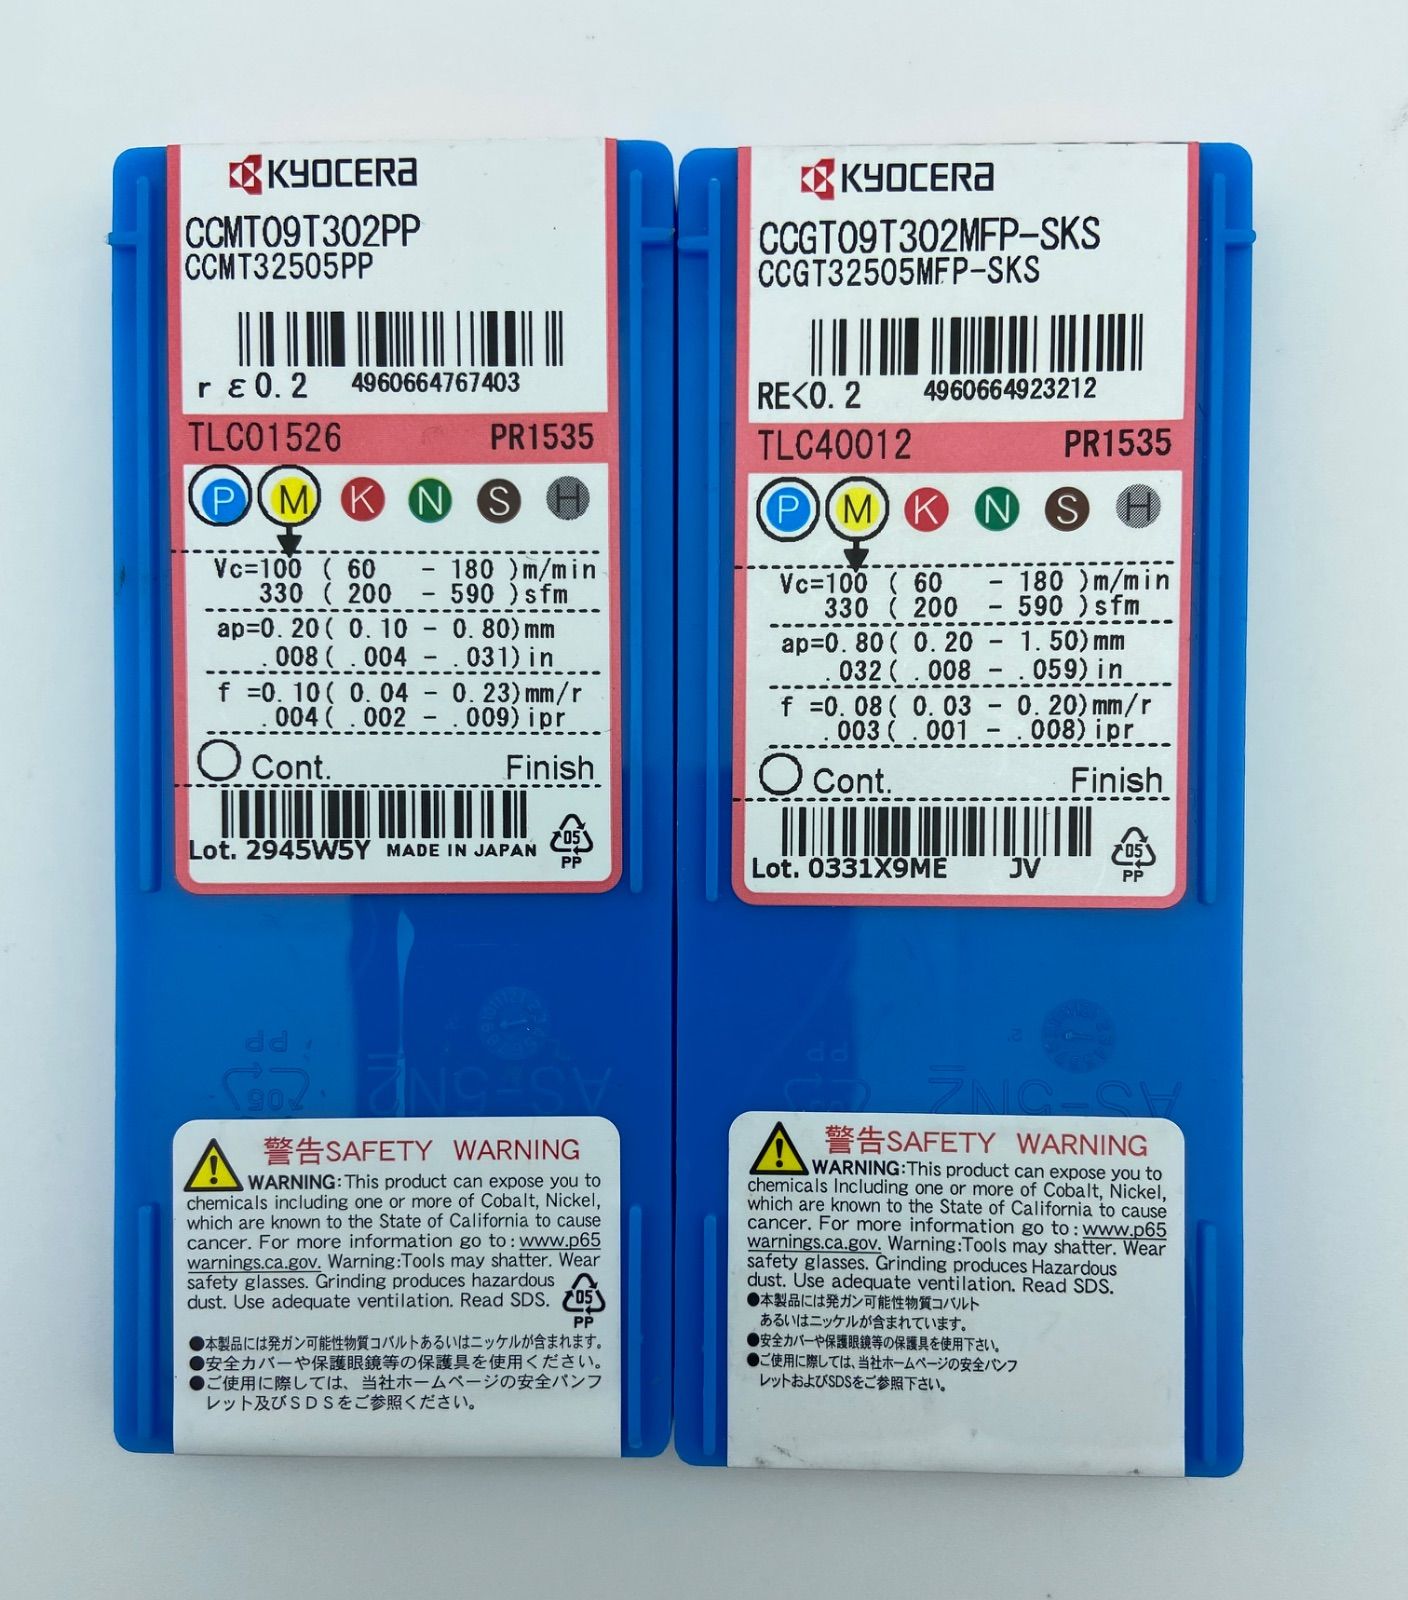 KYOCERA
CCMT09T302PP
CCMT32505PP
rε0.2 4960664767403
TLC01526 PR1535
P M K N S H
Vc=100 ( 60 - 180 )m/min
330 ( 200 - 590 )sfm
ap=0.20( 0.10 - 0.80)mm
.008( .004 - .031)in
f =0.10( 0.04 - 0.23)mm/r
.004( .002 - .009)ipr
Cont. Finish
Lot. 2945W5Y MADE IN JAPAN
05
PP
AS-5N2
警告SAFETY WARNING
WARNING:This product can expose you to
chemicals including one or more of Cobalt, Nickel,
which are known to the State of California to cause
cancer. For more information go to : www.p65
warnings.ca.gov. Warning:Tools may shatter. Wear
safety glasses. Grinding produces hazardous
dust. Use adequate ventilation. Read SDS.
05
PP
●本製品には発ガン可能性物質コバルトあるいはニッケルが含まれます。
●安全カバーや保護眼鏡等の保護具を使用ください。
●ご使用に際しては、当社ホームページの安全パンフ
レット及びSDSをご参照ください。
KYOCERA
CCGT09T302MFP-SKS
CCGT32505MFP-SKS
RE<0.2 4960664923212
TLC40012 PR1535
P M K N S H
Vc=100 ( 60 - 180 )m/min
330 ( 200 - 590 )sfm
ap=0.80( 0.20 - 1.50)mm
.032( .008 - .059)in
f =0.08( 0.03 - 0.20)mm/r
.003( .001 - .008)ipr
Cont. Finish
Lot. 0331X9ME JV
05
PP
AS-5N2
警告SAFETY WARNING
WARNING:This product can expose you to
chemicals Including one or more of Cobalt, Nickel,
which are known to the State of California to cause
cancer. For more information go to : www.p65
warnings.ca.gov. Warning:Tools may shatter. Wear
safety glasses. Grinding produces Hazardous
dust. Use adequate ventilation. Read SDS.
●本製品には発ガン可能性物質コバルト
あるいはニッケルが含まれています。
●安全カバーや保護眼鏡等の保護具を使用下さい。
●ご使用に際しては、当社ホームページの安全パンフ
レットおよびSDSをご参照下さい。